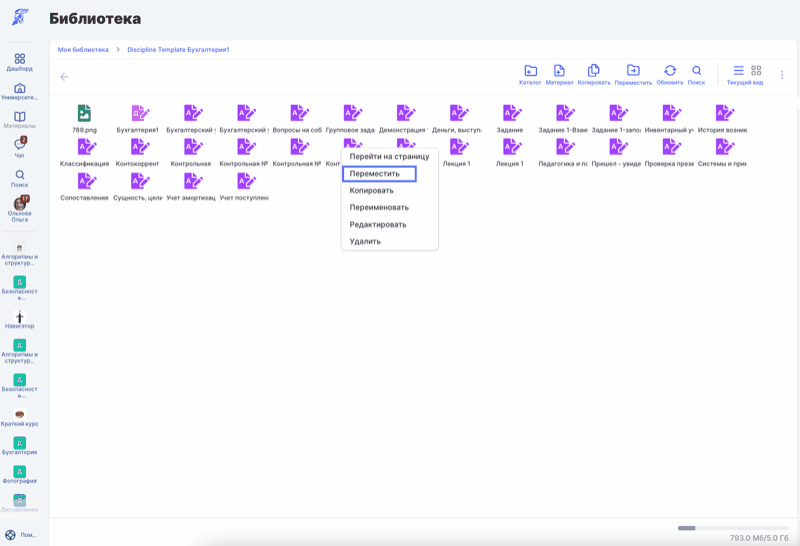 Библиотека
Моя библиотека > Discipline Template Бухгалтерия1
Каталог Материал Копировать Переместить Обновить Поиск Текущий вид
Дашборд
Университе...
Материалы
2
Чат
Поиск
17
Ольхова Ольга
Алгоритмы и структур...
Безопасность...
Навигатор
Алгоритмы и структур...
Безопасность...
Краткий курс
Бухгалтерия
Фотография
Дисциплина
Пом...
789.png Бухгалтерия1 Бухгалтерский Бухгалтерский Вопросы на соб Групповое зада Демонстрация Деньги, выступ Задание Задание 1-Взаи Задание 1-запо Инвентарный у История возник
Классификация Контокоррент Контрольная Контрольная № Контрольная № Конт Лекция 1 Лекция 1 Педагогика и по Пришел - увиде Проверка презе Системы и при
Сопоставление Сущность, цели Учет амортизац Учет поступлен
Перейти на страницу
Переместить
Копировать
Переименовать
Редактировать
Удалить
793.0 Мб/5.0 Гб